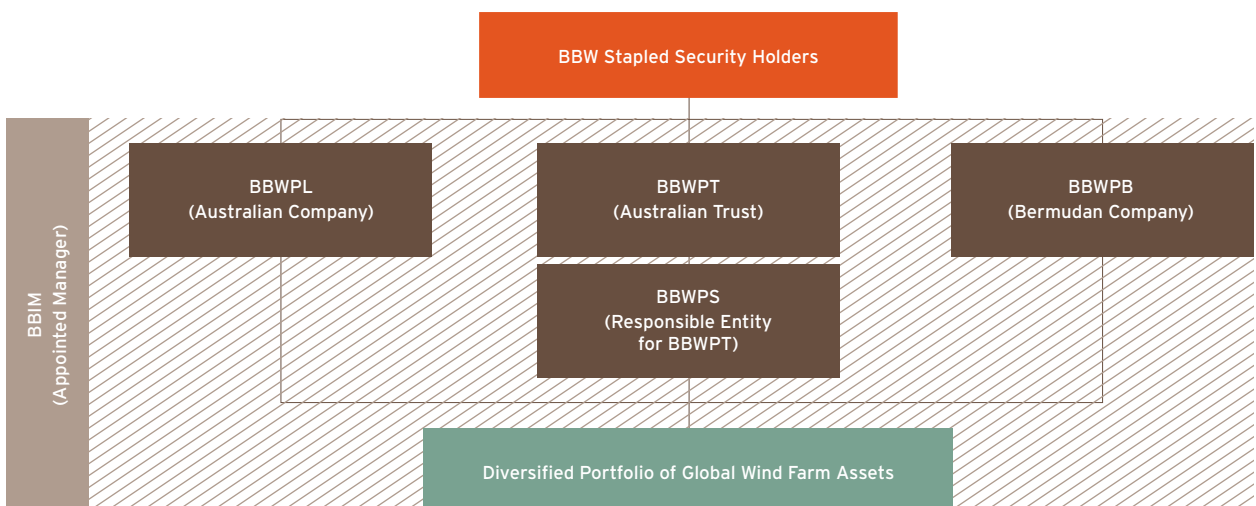 BBW Stapled Security Holders
BBIM
(Appointed Manager)
BBWPL
(Australian Company)
BBWPT
(Australian Trust)
BBWPB
(Bermudan Company)
BBWPS
(Responsible Entity
for BBWPT)
Diversified Portfolio of Global Wind Farm Assets